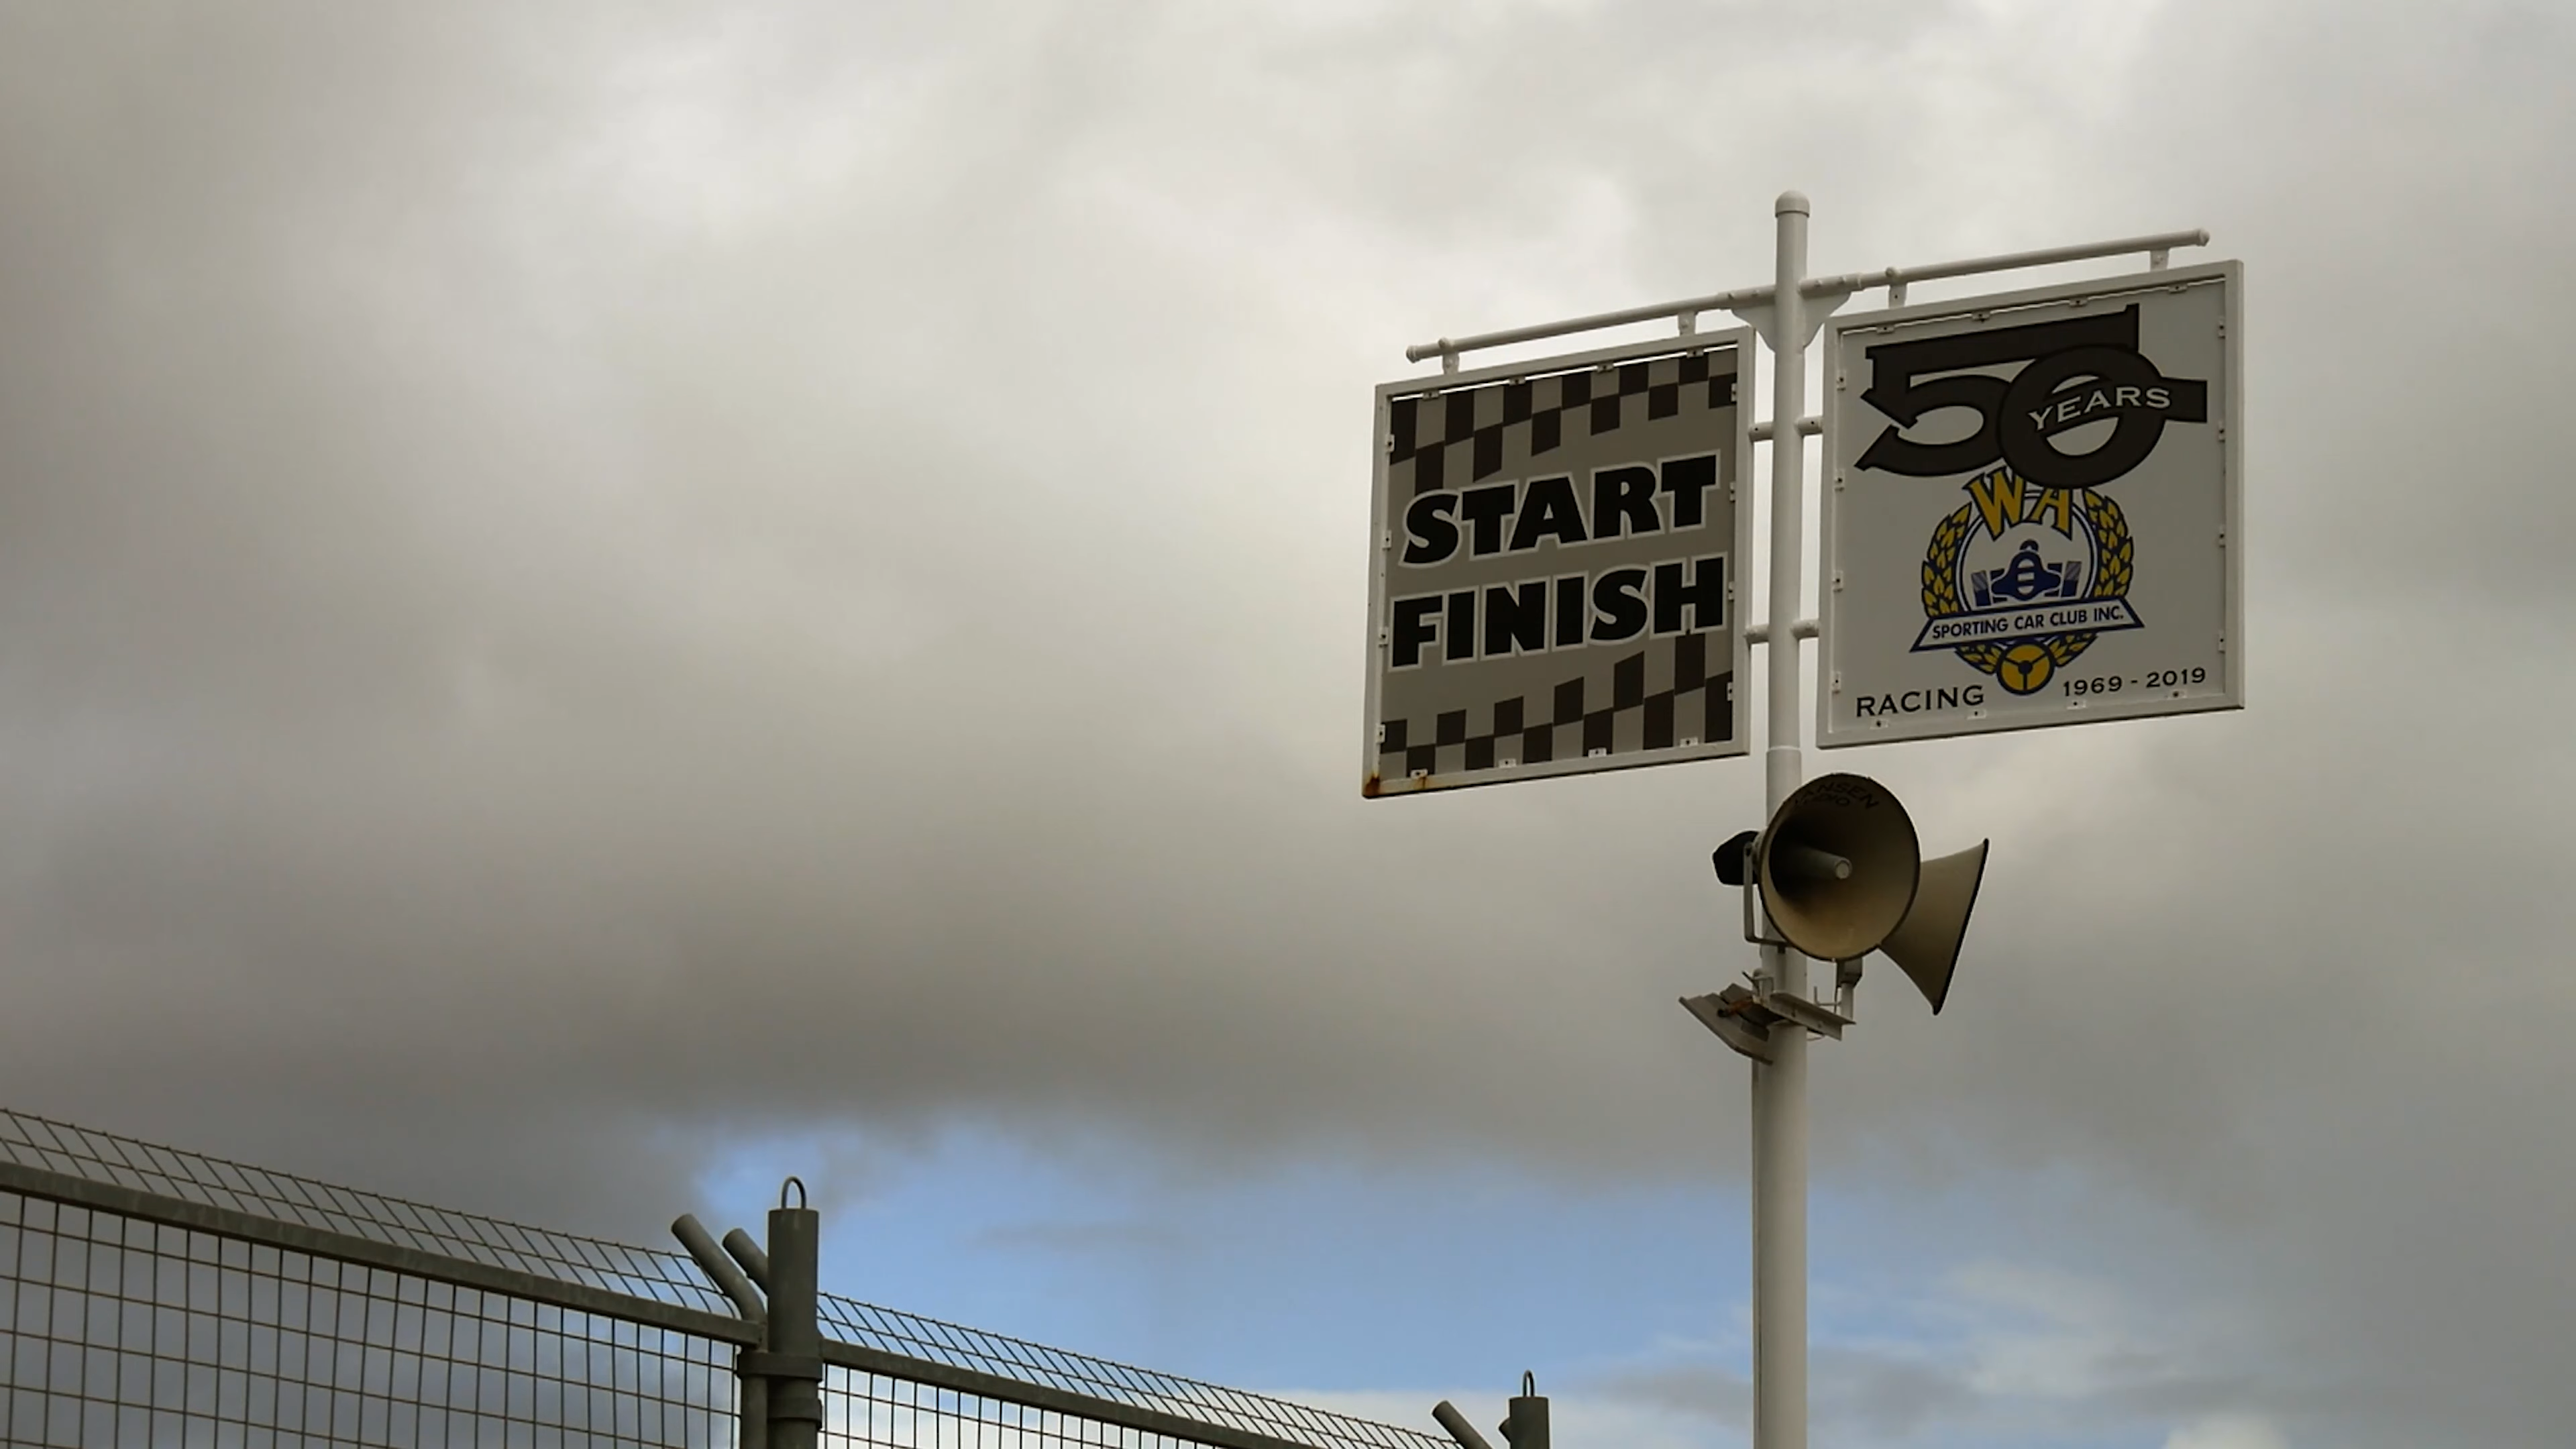 START
FINISH
50
YEARS
WA
SPORTING CAR CLUB INC.
RACING
1969 - 2019